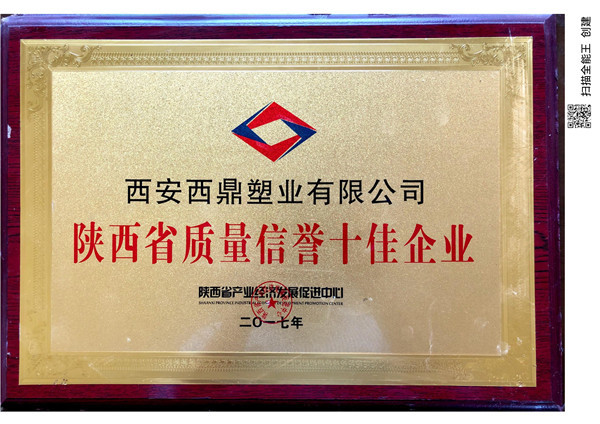 西安西鼎塑业有限公司
陕西省质量信誉十佳企业
陕西省产业经济发展促进中心
二〇一七年
扫描全能王 创建